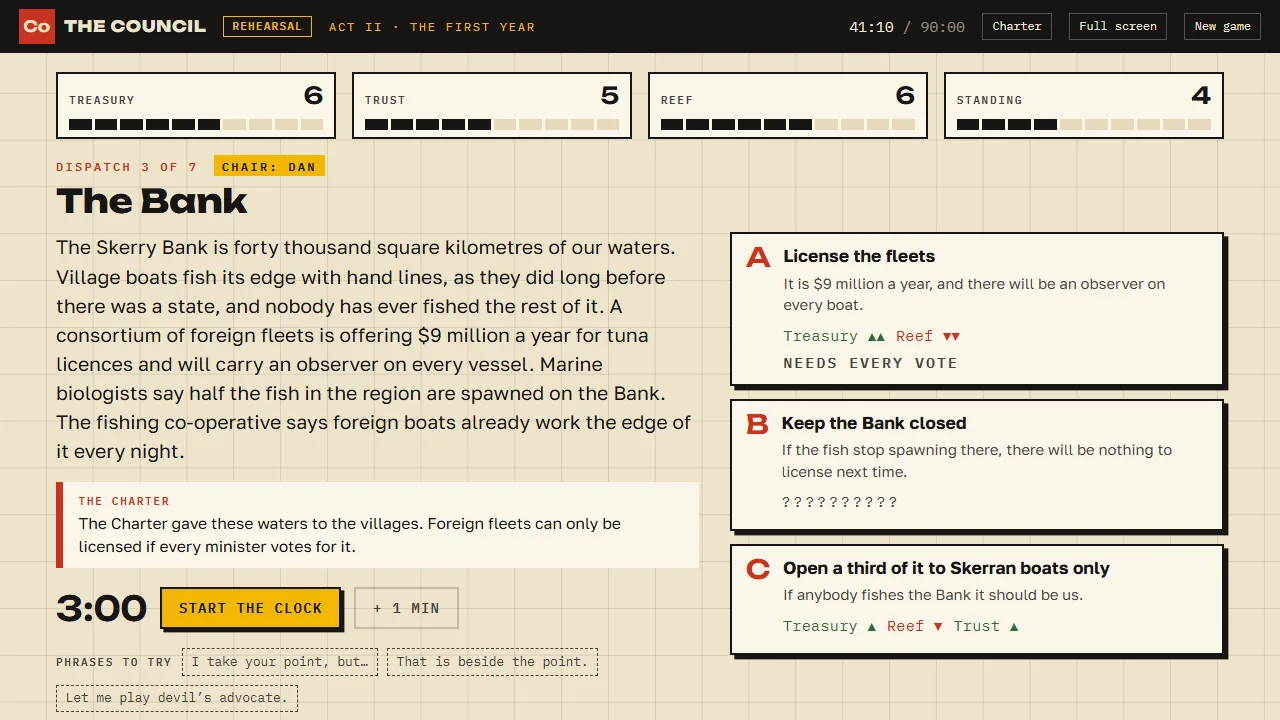 Co THE COUNCIL REHEARSAL ACT II · THE FIRST YEAR 41:10 / 90:00 Charter Full screen New game
TREASURY 6
TRUST 5
REEF 6
STANDING 4
DISPATCH 3 OF 7 CHAIR: DAN
The Bank
The Skerry Bank is forty thousand square kilometres of our waters.
Village boats fish its edge with hand lines, as they did long before
there was a state, and nobody has ever fished the rest of it. A
consortium of foreign fleets is offering $9 million a year for tuna
licences and will carry an observer on every vessel. Marine
biologists say half the fish in the region are spawned on the Bank.
The fishing co-operative says foreign boats already work the edge of
it every night.
THE CHARTER
The Charter gave these waters to the villages. Foreign fleets can only be
licensed if every minister votes for it.
3:00 START THE CLOCK + 1 MIN
PHRASES TO TRY I take your point, but… That is beside the point.
Let me play devil’s advocate.
A License the fleets
It is $9 million a year, and there will be an observer on
every boat.
Treasury ▲▲ Reef ▼▼
NEEDS EVERY VOTE
B Keep the Bank closed
If the fish stop spawning there, there will be nothing to
license next time.
??????????
C Open a third of it to Skerran boats only
If anybody fishes the Bank it should be us.
Treasury ▲ Reef ▼ Trust ▲